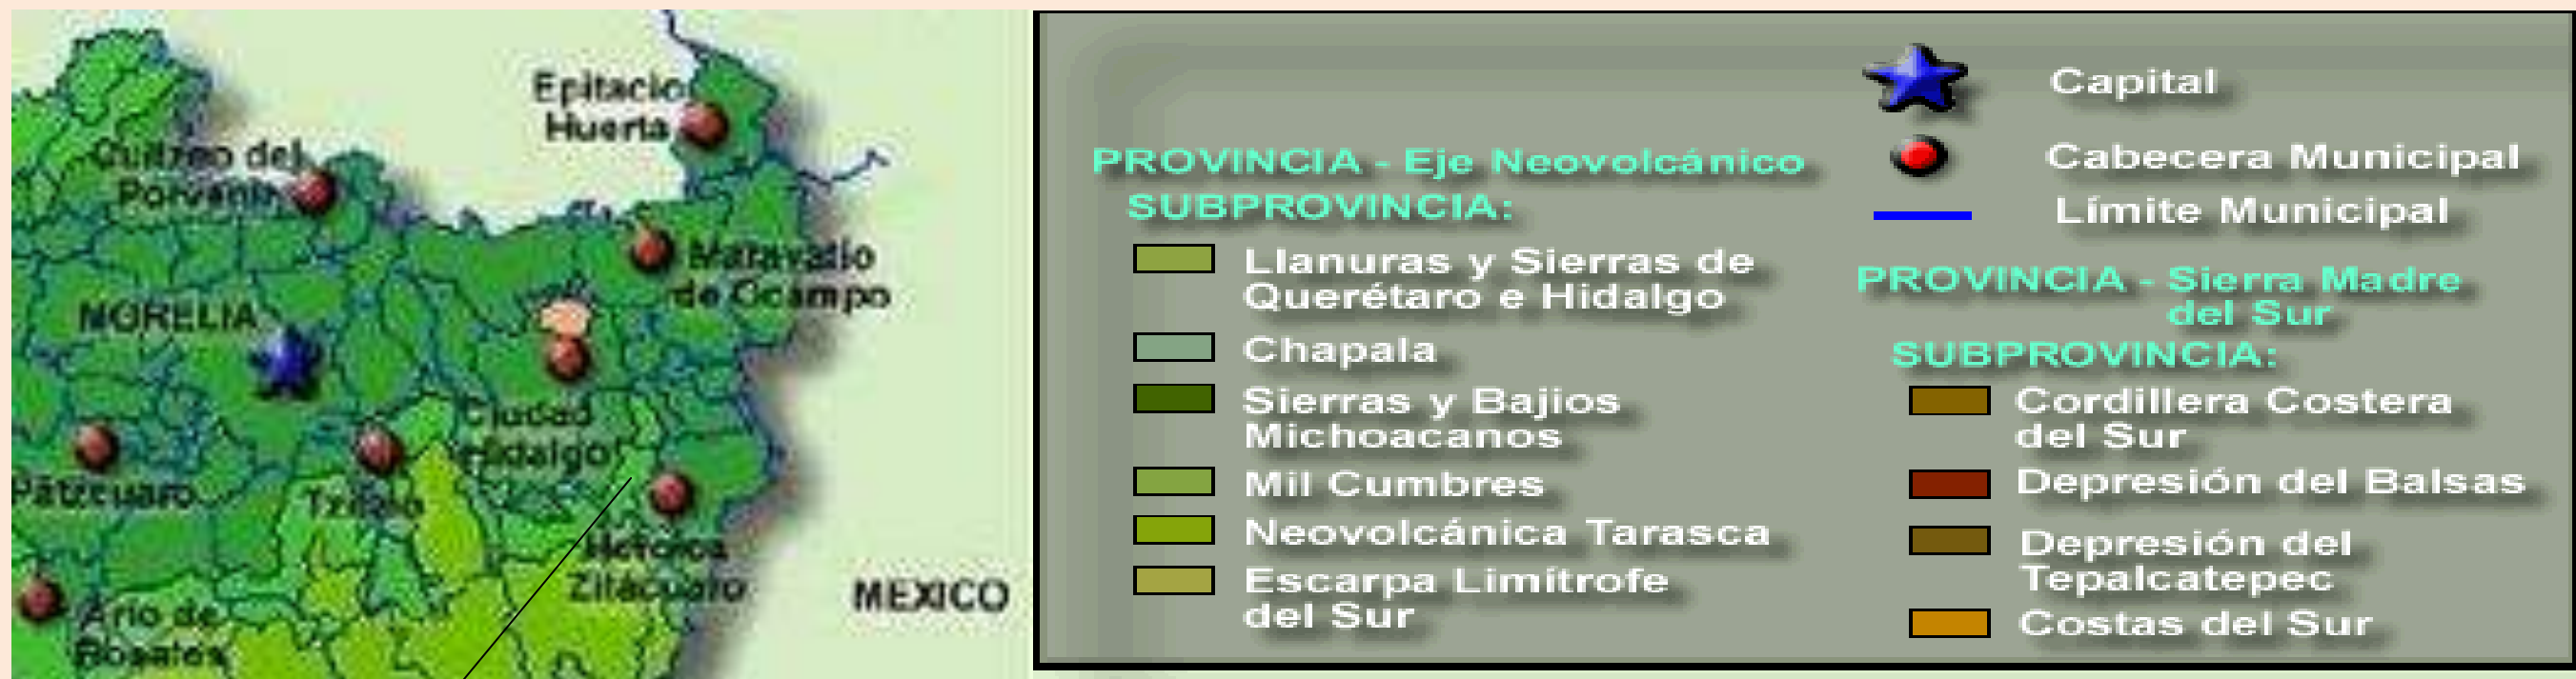 Epitacio
Huerta
Cuitzeo del
Porvenir
Maravatio
de Ocampo
MORELIA
Ciudad
Hidalgo
Pátzcuaro
Tzitzio
Heroica
Zitácuaro
MEXICO
Ario de
Rosales
PROVINCIA - Eje Neovolcánico
SUBPROVINCIA:
Llanuras y Sierras de
Querétaro e Hidalgo
Chapala
Sierras y Bajios
Michoacanos
Mil Cumbres
Neovolcánica Tarasca
Escarpa Limítrofe
del Sur
Capital
Cabecera Municipal
Límite Municipal
PROVINCIA - Sierra Madre
del Sur
SUBPROVINCIA:
Cordillera Costera
del Sur
Depresión del Balsas
Depresión del
Tepalcatepec
Costas del Sur